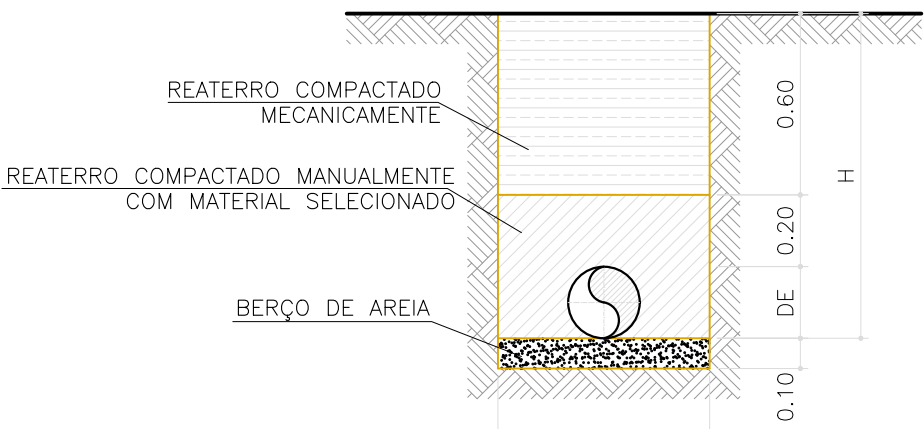 REATERRO COMPACTADO
MECANICAMENTE
REATERRO COMPACTADO MANUALMENTE
COM MATERIAL SELECIONADO
BERÇO DE AREIA
0.60
H
0.20
DE
0.10